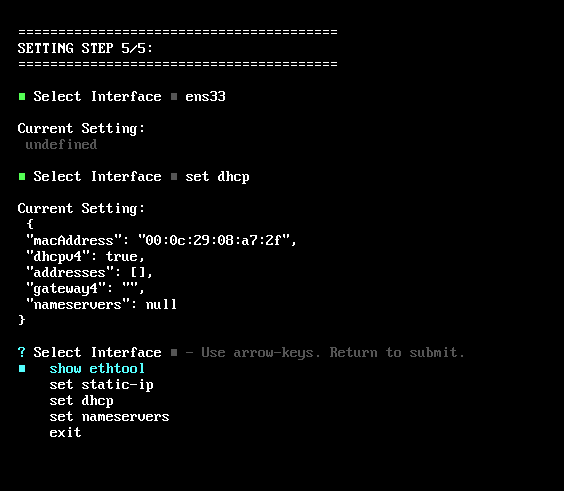 ========================================
SETTING STEP 5/5:
========================================
■ Select Interface ■ ens33
Current Setting:
undefined
■ Select Interface ■ set dhcp
Current Setting:
{
"macAddress": "00:0c:29:08:a7:2f",
"dhcpv4": true,
"addresses": [],
"gateway4": "",
"nameservers": null
}
? Select Interface ■ - Use arrow-keys. Return to submit.
■ show ethtool
set static-ip
set dhcp
set nameservers
exit